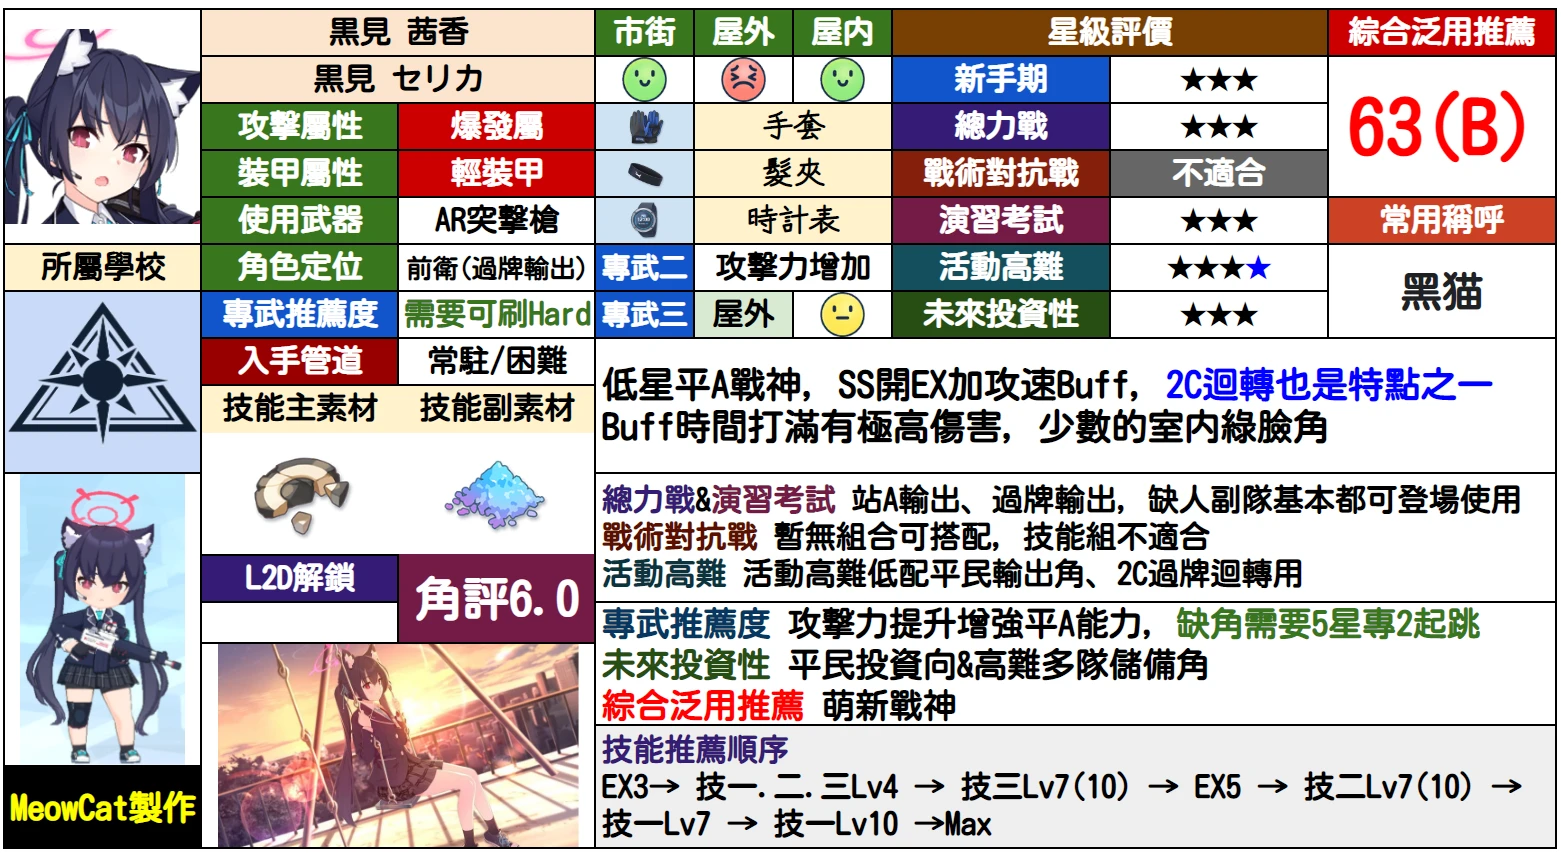 黒見 茜香
黒見 セリカ
攻擊屬性 爆發屬
裝甲屬性 輕裝甲
使用武器 AR突擊槍
所屬學校
角色定位 前衛(過牌輸出)
專武推薦度 需要可刷Hard
入手管道 常駐/困難
技能主素材 技能副素材
L2D解鎖
角評6.0
MeowCat製作
市街 屋外 屋内
手套
髮夾
時計表
專武二 攻擊力增加
專武三 屋外
星級評價
新手期 ★★★
總力戰 ★★★
戰術對抗戰 不適合
演習考試 ★★★
活動高難 ★★★★
未來投資性 ★★★
綜合泛用推薦
63(B)
常用稱呼
黑猫
低星平A戰神, SS開EX加攻速Buff, 2C迴轉也是特點之一
Buff時間打滿有極高傷害, 少數的室内綠臉角
總力戰&演習考試 站A輸出、過牌輸出, 缺人副隊基本都可登場使用
戰術對抗戰 暫無組合可搭配, 技能組不適合
活動高難 活動高難低配平民輸出角、2C過牌迴轉用
專武推薦度 攻擊力提升增強平A能力, 缺角需要5星專2起跳
未來投資性 平民投資向&高難多隊儲備角
綜合泛用推薦 萌新戰神
技能推薦順序
EX3→ 技一.二.三Lv4 → 技三Lv7(10) → EX5 → 技二Lv7(10) →
技一Lv7 → 技一Lv10 →Max